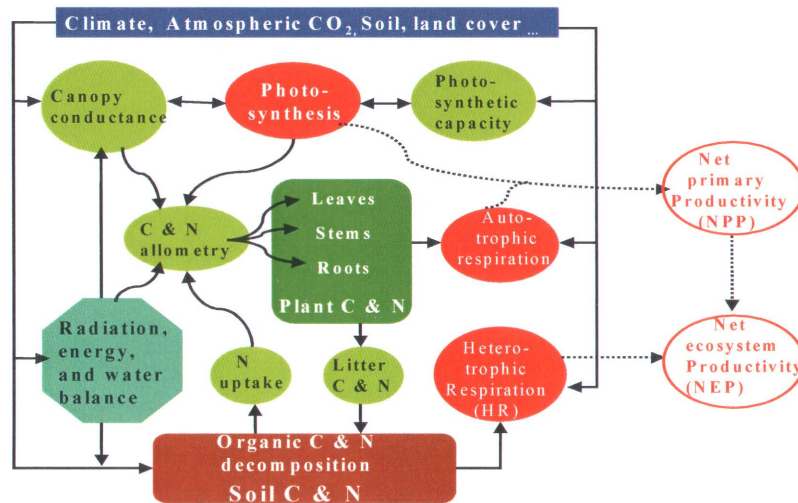 Climate, Atmospheric CO2, Soil, land cover ...
Canopy
conductance
Photo-
synthesis
Photo-
synthetic
capacity
Net
primary
Productivity
(NPP)
C & N
allometry
Leaves
Stems
Roots
Plant C & N
Auto-
trophic
respiration
Radiation,
energy,
and water
balance
N
uptake
Litter
C & N
Hetero-
trophic
Respiration
(HR)
Net
ecosystem
Productivity
(NEP)
Organic C & N
decomposition
Soil C & N